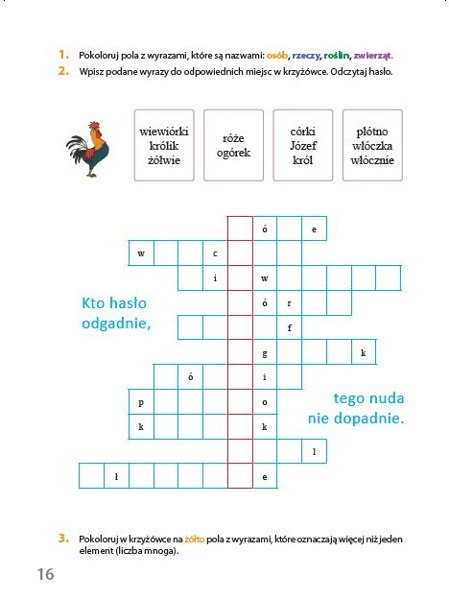 1. Pokoloruj pola z wyrazami, które są nazwami: osób, rzeczy, roślin, zwierząt.
2. Wpisz podane wyrazy do odpowiednich miejsc w krzyżówce. Odczytaj hasło.
wiewiórki
królik
żółwie
róże
ogórek
córki
Józef
król
płótno
włóczka
włócznie
ó e
w c
i w
ó r
f
g k
ó i
p o
k k
l
ł e
Kto hasło
odgadnie,
tego nuda
nie dopadnie.
3. Pokoloruj w krzyżówce na żółto pola z wyrazami, które oznaczają więcej niż jeden
element (liczba mnoga).
16